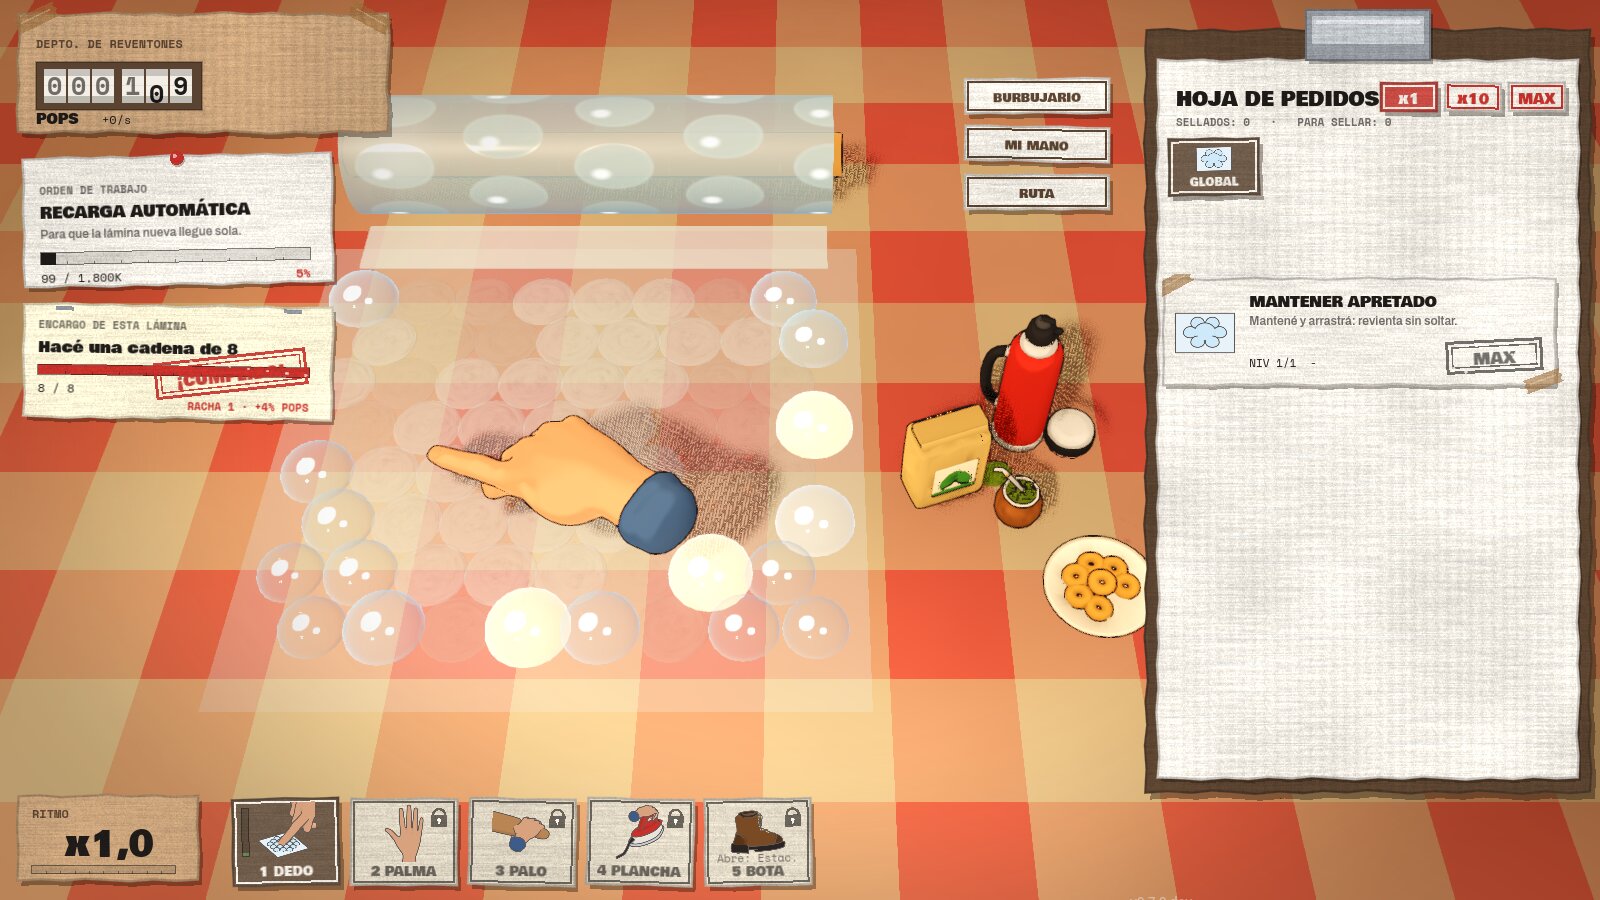 DEPTO. DE REVENTONES
000109
POPS +0/s
ORDEN DE TRABAJO
RECARGA AUTOMÁTICA
Para que la lámina nueva llegue sola.
99 / 1.800K 5%
ENCARGO DE ESTA LÁMINA
Hacé una cadena de 8
8 / 8
RACHA 1 · +4% POPS
BURBUJARIO
MI MANO
RUTA
HOJA DE PEDIDOS x1 x10 MAX
SELLADOS: 0 · PARA SELLAR: 0
GLOBAL
MANTENER APRETADO
Mantené y arrastrá: revienta sin soltar.
NIV 1/1 - MAX
RITMO
x1,0
1 DEDO
2 PALMA
3 PALO
4 PLANCHA
Abre: Estac.
5 BOTA